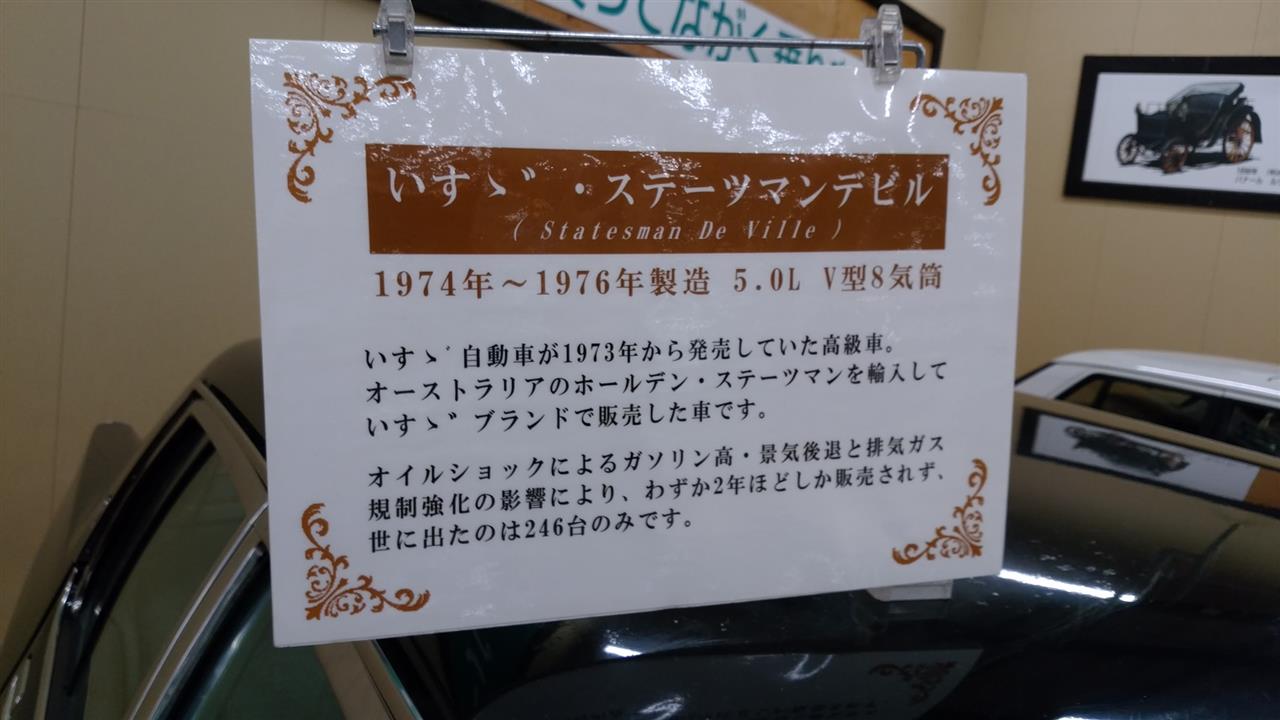 てながく乗り
いすゞ・ステーツマンデビル
( Statesman De Ville )
1974年～1976年製造 5.0L V型8気筒
いすゞ自動車が1973年から発売していた高級車。
オーストラリアのホールデン・ステーツマンを輸入して
いすゞブランドで販売した車です。
オイルショックによるガソリン高・景気後退と排気ガス
規制強化の影響により、わずか2年ほどしか販売されず、
世に出たのは246台のみです。